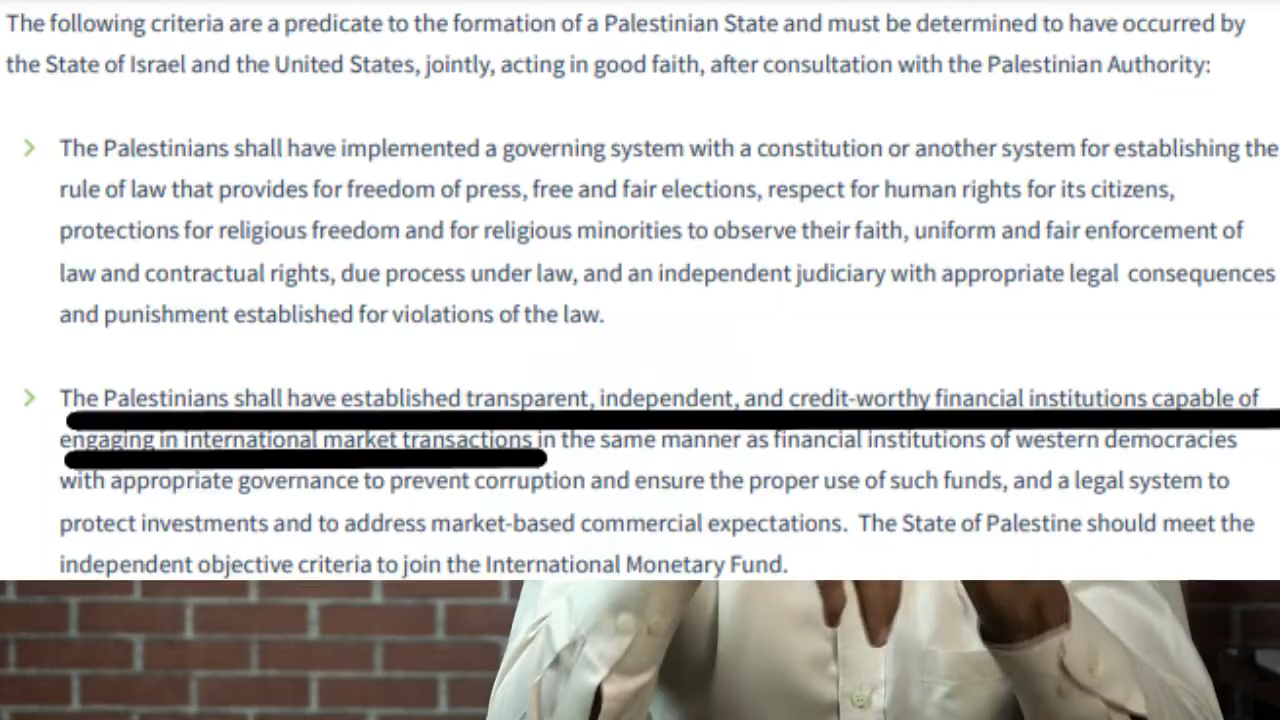 The following criteria are a predicate to the formation of a Palestinian State and must be determined to have occurred by
the State of Israel and the United States, jointly, acting in good faith, after consultation with the Palestinian Authority:
The Palestinians shall have implemented a governing system with a constitution or another system for establishing the
rule of law that provides for freedom of press, free and fair elections, respect for human rights for its citizens,
protections for religious freedom and for religious minorities to observe their faith, uniform and fair enforcement of
law and contractual rights, due process under law, and an independent judiciary with appropriate legal consequences
and punishment established for violations of the law.
The Palestinians shall have established transparent, independent, and credit-worthy financial institutions capable of
engaging in international market transactions in the same manner as financial institutions of western democracies
with appropriate governance to prevent corruption and ensure the proper use of such funds, and a legal system to
protect investments and to address market-based commercial expectations. The State of Palestine should meet the
independent objective criteria to join the International Monetary Fund.